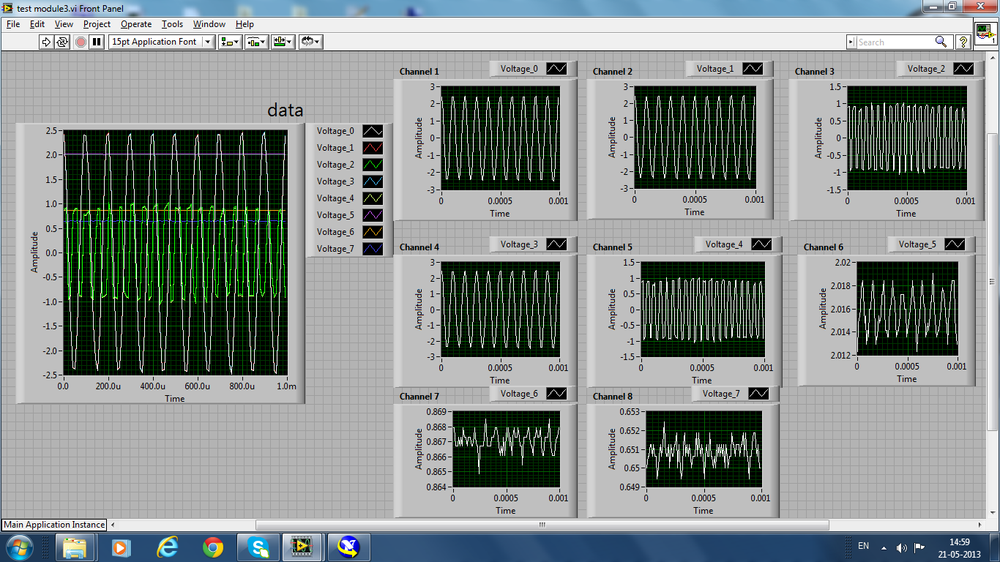 test module3.vi Front Panel
File Edit View Project Operate Tools Window Help
15pt Application Font
Search
1
data
2.5
2.0
1.5
1.0
0.5
0.0
-0.5
-1.0
-1.5
-2.0
-2.5
Amplitude
0.0 200.0u 400.0u 600.0u 800.0u 1.0m
Time
Voltage_0
Voltage_1
Voltage_2
Voltage_3
Voltage_4
Voltage_5
Voltage_6
Voltage_7
Channel 1
Voltage_0
3
2
1
0
-1
-2
-3
Amplitude
0 0.0005 0.001
Time
Channel 2
Voltage_1
3
2
1
0
-1
-2
-3
Amplitude
0 0.0005 0.001
Time
Channel 3
Voltage_2
1.5
1
0.5
0
-0.5
-1
-1.5
Amplitude
0 0.0005 0.001
Time
Channel 4
Voltage_3
3
2
1
0
-1
-2
-3
Amplitude
0 0.0005 0.001
Time
Channel 5
Voltage_4
1.5
1
0.5
0
-0.5
-1
-1.5
Amplitude
0 0.0005 0.001
Time
Channel 6
Voltage_5
2.02
2.018
2.016
2.014
2.012
Amplitude
0 0.0005 0.001
Time
Channel 7
Voltage_6
0.869
0.868
0.867
0.866
0.865
0.864
Amplitude
0 0.0005 0.001
Time
Channel 8
Voltage_7
0.653
0.652
0.651
0.65
0.649
Amplitude
0 0.0005 0.001
Time
Main Application Instance
EN
14:59
21-05-2013